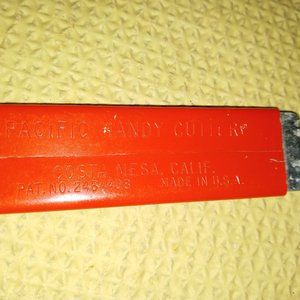 PACIFIC HANDY CUTTER
COSTA MESA, CALIF.
PAT. NO. MADE IN U.S.A.